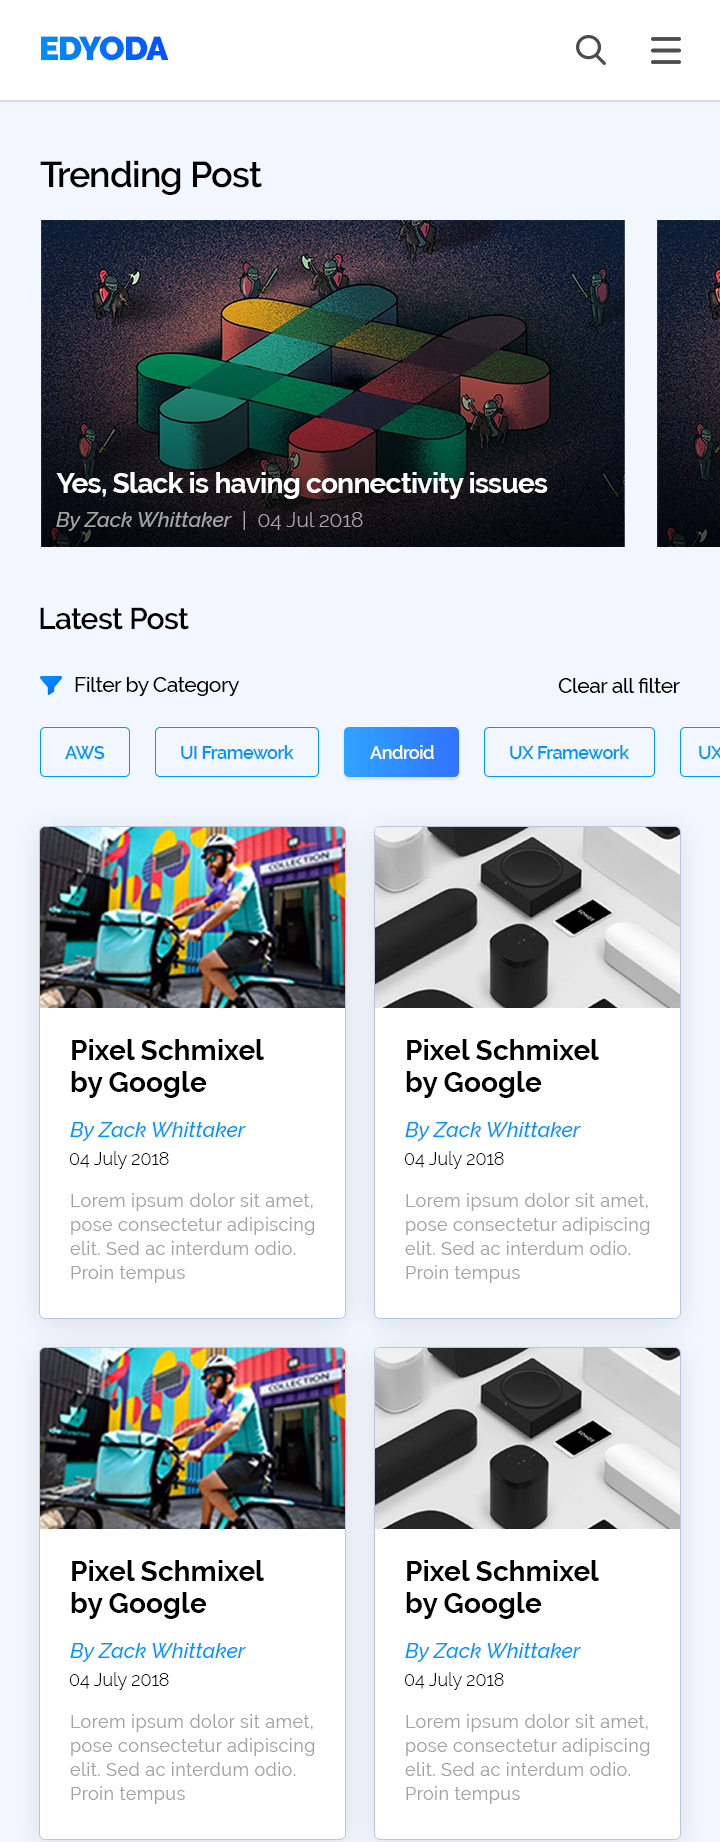 EDYODA
Trending Post
Yes, Slack is having connectivity issues
By Zack Whittaker | 04 Jul 2018
Latest Post
Filter by Category
Clear all filter
AWS
UI Framework
Android
UX Framework
UX
COLLECTION
Pixel Schmixel
by Google
By Zack Whittaker
04 July 2018
Lorem ipsum dolor sit amet,
pose consectetur adipiscing
elit. Sed ac interdum odio.
Proin tempus
SONOS
Pixel Schmixel
by Google
By Zack Whittaker
04 July 2018
Lorem ipsum dolor sit amet,
pose consectetur adipiscing
elit. Sed ac interdum odio.
Proin tempus
COLLECTION
Pixel Schmixel
by Google
By Zack Whittaker
04 July 2018
Lorem ipsum dolor sit amet,
pose consectetur adipiscing
elit. Sed ac interdum odio.
Proin tempus
SONOS
Pixel Schmixel
by Google
By Zack Whittaker
04 July 2018
Lorem ipsum dolor sit amet,
pose consectetur adipiscing
elit. Sed ac interdum odio.
Proin tempus